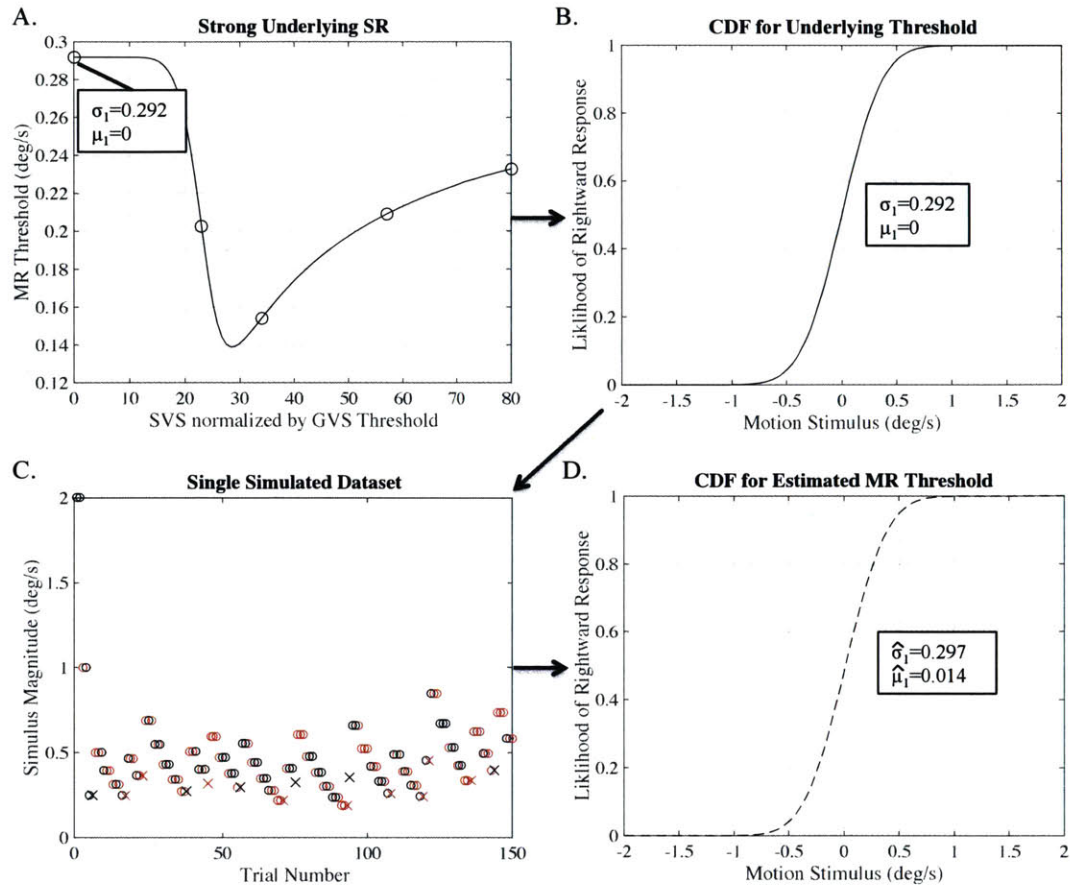 A.
Strong Underlying SR
0.3
0.28
0.26
0.24
0.22
0.2
0.18
0.16
0.14
0.12
MR Threshold (deg/s)
σ1=0.292
μ1=0
0 10 20 30 40 50 60 70 80
SVS normalized by GVS Threshold
B.
CDF for Underlying Threshold
1
0.8
0.6
0.4
0.2
0
Liklihood of Rightward Response
σ1=0.292
μ1=0
-2 -1.5 -1 -0.5 0 0.5 1 1.5 2
Motion Stimulus (deg/s)
C.
Single Simulated Dataset
2
1.5
1
0.5
0
Simulus Magnitude (deg/s)
0 50 100 150
Trial Number
D.
CDF for Estimated MR Threshold
1
0.8
0.6
0.4
0.2
0
Liklihood of Rightward Response
σ̂1=0.297
μ̂1=0.014
-2 -1.5 -1 -0.5 0 0.5 1 1.5 2
Motion Stimulus (deg/s)